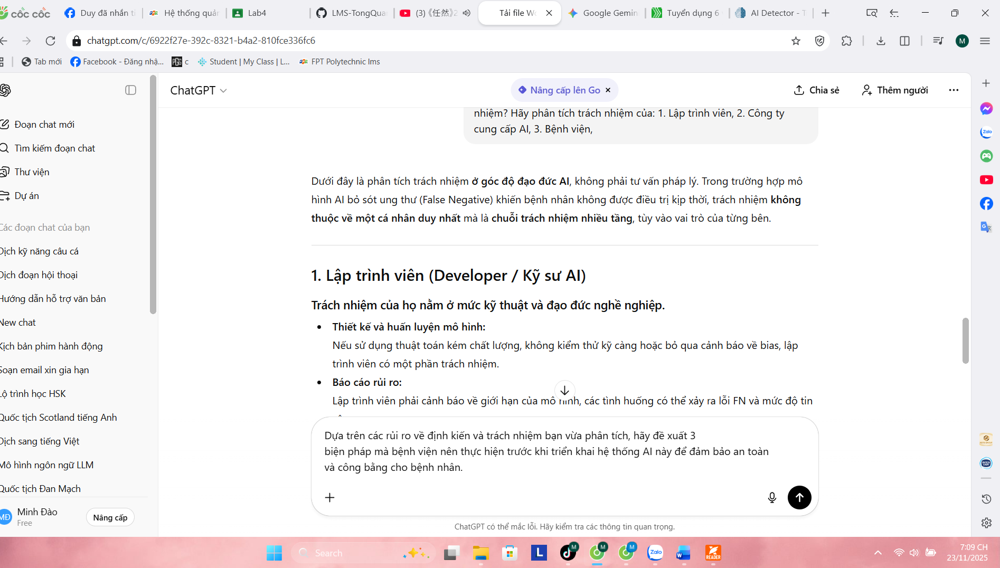 cốc cốc
Duy đã nhắn ti
Hệ thống quản
Lab4
LMS-TongQua
(3) 《任然》2
Tải file Wo
Google Gemin
Tuyển dụng 6
AI Detector - T
chatgpt.com/c/6922f27e-392c-8321-b4a2-810fce336fc6
M
Tab mới
Facebook - Đăng nhậ...
PGG c
Student | My Class | L...
FPT Polytechnic lms
ChatGPT
Nâng cấp lên Go
Chia sẻ
Thêm người
Đoạn chat mới
Tìm kiếm đoạn chat
Thư viện
Dự án
Các đoạn chat của bạn
Dịch kỹ năng câu cá
Dịch đoạn hội thoại
Hướng dẫn hỗ trợ văn bản
New chat
Kịch bản phim hành động
Soạn email xin gia hạn
Lộ trình học HSK
Quốc tịch Scotland tiếng Anh
Dịch sang tiếng Việt
Mô hình ngôn ngữ LLM
Quốc tịch Đan Mạch
MĐ
Minh Đào
Free
Nâng cấp
nhiệm? Hãy phân tích trách nhiệm của: 1. Lập trình viên, 2. Công ty
cung cấp AI, 3. Bệnh viện,
Dưới đây là phân tích trách nhiệm ở góc độ đạo đức AI, không phải tư vấn pháp lý. Trong trường hợp mô
hình AI bỏ sót ung thư (False Negative) khiến bệnh nhân không được điều trị kịp thời, trách nhiệm không
thuộc về một cá nhân duy nhất mà là chuỗi trách nhiệm nhiều tầng, tùy vào vai trò của từng bên.
1. Lập trình viên (Developer / Kỹ sư AI)
Trách nhiệm của họ nằm ở mức kỹ thuật và đạo đức nghề nghiệp.
• Thiết kế và huấn luyện mô hình:
Nếu sử dụng thuật toán kém chất lượng, không kiểm thử kỹ càng hoặc bỏ qua cảnh báo về bias, lập
trình viên có một phần trách nhiệm.
• Báo cáo rủi ro:
Lập trình viên phải cảnh báo về giới hạn của mô hình, các tình huống có thể xảy ra lỗi FN và mức độ tin
Dựa trên các rủi ro về định kiến và trách nhiệm bạn vừa phân tích, hãy đề xuất 3
biện pháp mà bệnh viện nên thực hiện trước khi triển khai hệ thống AI này để đảm bảo an toàn
và công bằng cho bệnh nhân.
ChatGPT có thể mắc lỗi. Hãy kiểm tra các thông tin quan trọng.
Zalo
Search
L
M
M
M
Zalo
W
READER
7:09 CH
23/11/2025